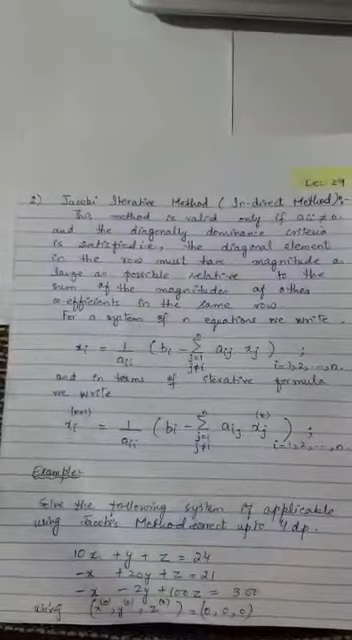 Lec: 29
2) Jacobi Iterative Method (In-direct Method):-
This method is valid only if aii ≠ 0.
and the diagonally dominance criteria
is satisfied i.e, the diagonal element
in the row must have magnitude as
large as possible relative to the
sum of the magnitudes of other
co-efficients in the same row
For a system of n equations we write.
xi = 1/aii (bi - Σ(j=1, j≠i)^n aij xj) ; i=1,2,...,n.
and in terms of iterative formula
we write
xi^(k+1) = 1/aii (bi - Σ(j=1, j≠i)^n aij xj^(k)) ; i=1,2,...,n.
Example:-
Solve the following system if applicable
using Jacobi's Method correct upto 4 dp.
10x + y + z = 24
-x + 20y + z = 21
-x - 2y + 100z = 300
using (x^(0), y^(0), z^(0)) = (0,0,0)